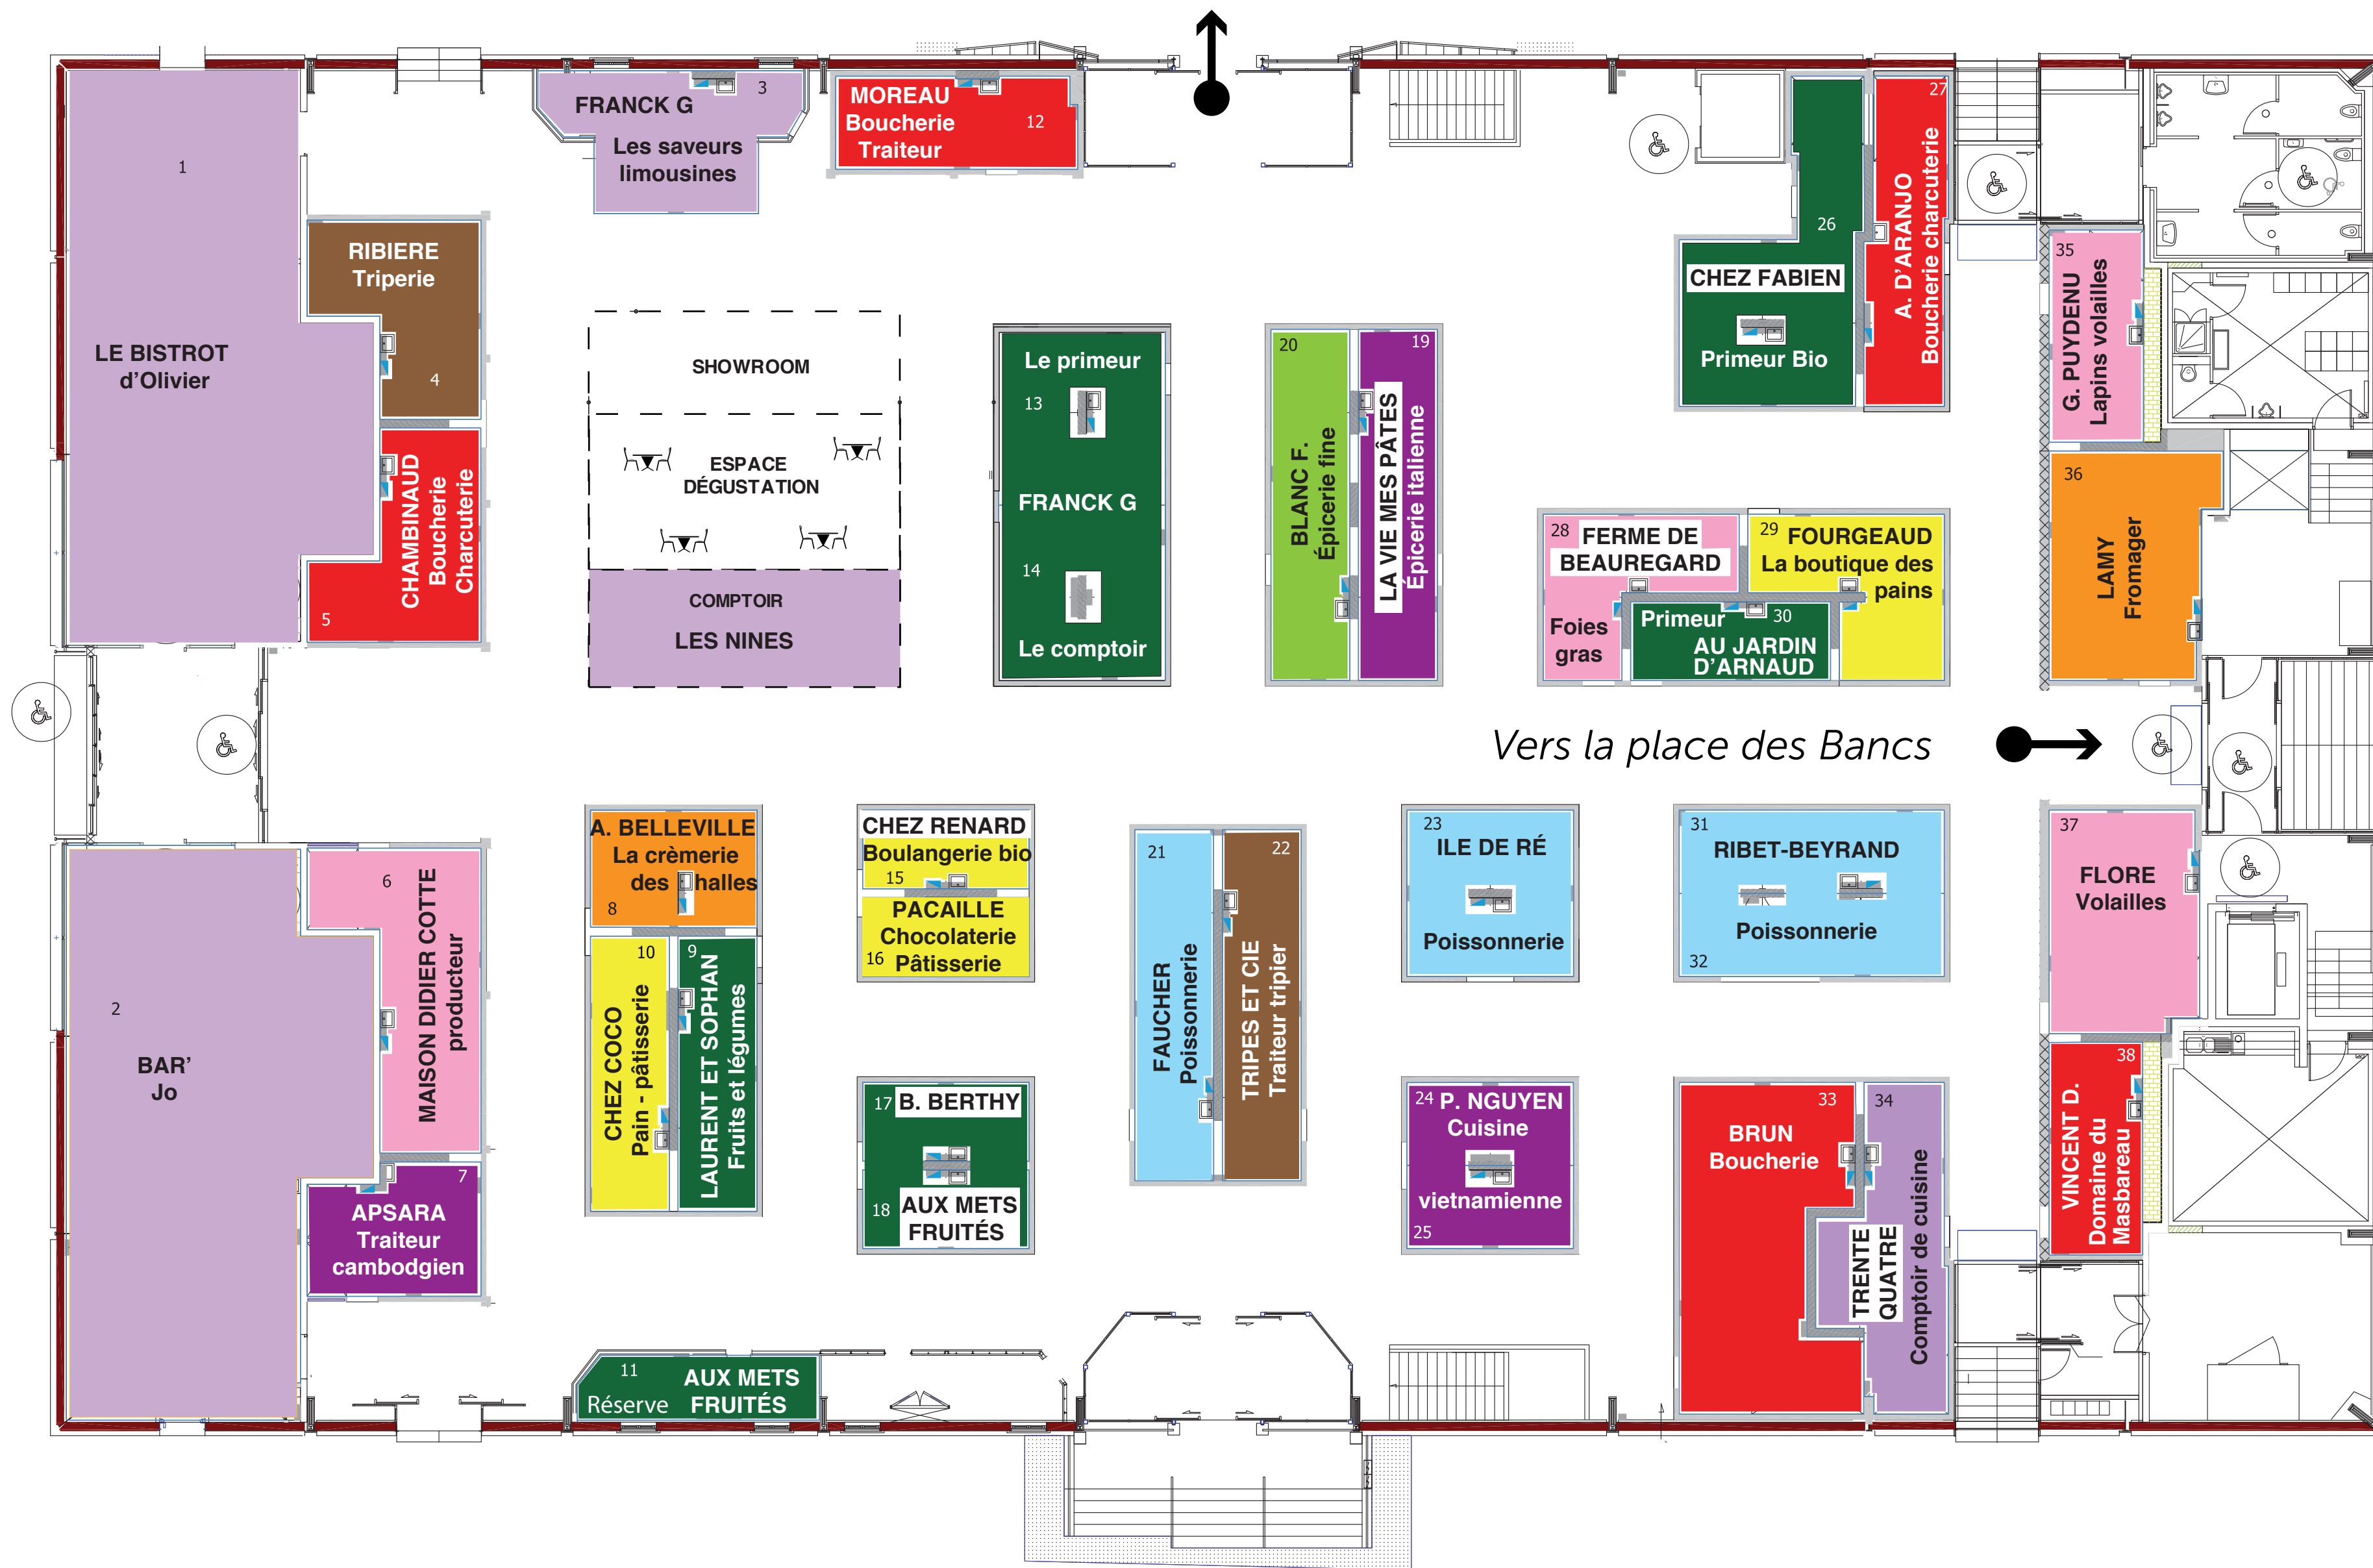 1
LE BISTROT
d'Olivier
3
FRANCK G
Les saveurs
limousines
MOREAU
Boucherie
Traiteur
12
RIBIERE
Triperie
4
CHAMBINAUD
Boucherie
Charcuterie
5
SHOWROOM
ESPACE
DÉGUSTATION
COMPTOIR
LES NINES
Le primeur
13
FRANCK G
14
Le comptoir
20
BLANC F.
Épicerie fine
19
LA VIE MES PÂTES
Épicerie italienne
26
CHEZ FABIEN
Primeur Bio
27
A. D'ARANJO
Boucherie charcuterie
28
FERME DE
BEAUREGARD
Foies
gras
29
FOURGEAUD
La boutique des
pains
Primeur
30
AU JARDIN
D'ARNAUD
35
G. PUYDENU
Lapins volailles
36
LAMY
Fromager
Vers la place des Bancs
2
BAR'
Jo
6
MAISON DIDIER COTTE
producteur
7
APSARA
Traiteur
cambodgien
A. BELLEVILLE
La crèmerie
des halles
8
10
CHEZ COCO
Pain - pâtisserie
9
LAURENT ET SOPHAN
Fruits et légumes
11
Réserve
AUX METS
FRUITÉS
CHEZ RENARD
Boulangerie bio
15
PACAILLE
Chocolaterie
16
Pâtisserie
17
B. BERTHY
18
AUX METS
FRUITÉS
21
FAUCHER
Poissonnerie
22
TRIPES ET CIE
Traiteur tripier
23
ILE DE RÉ
Poissonnerie
24
P. NGUYEN
Cuisine
vietnamienne
25
31
RIBET-BEYRAND
Poissonnerie
32
33
BRUN
Boucherie
34
TRENTE
QUATRE
Comptoir de cuisine
37
FLORE
Volailles
38
VINCENT D.
Domaine du
Masbareau